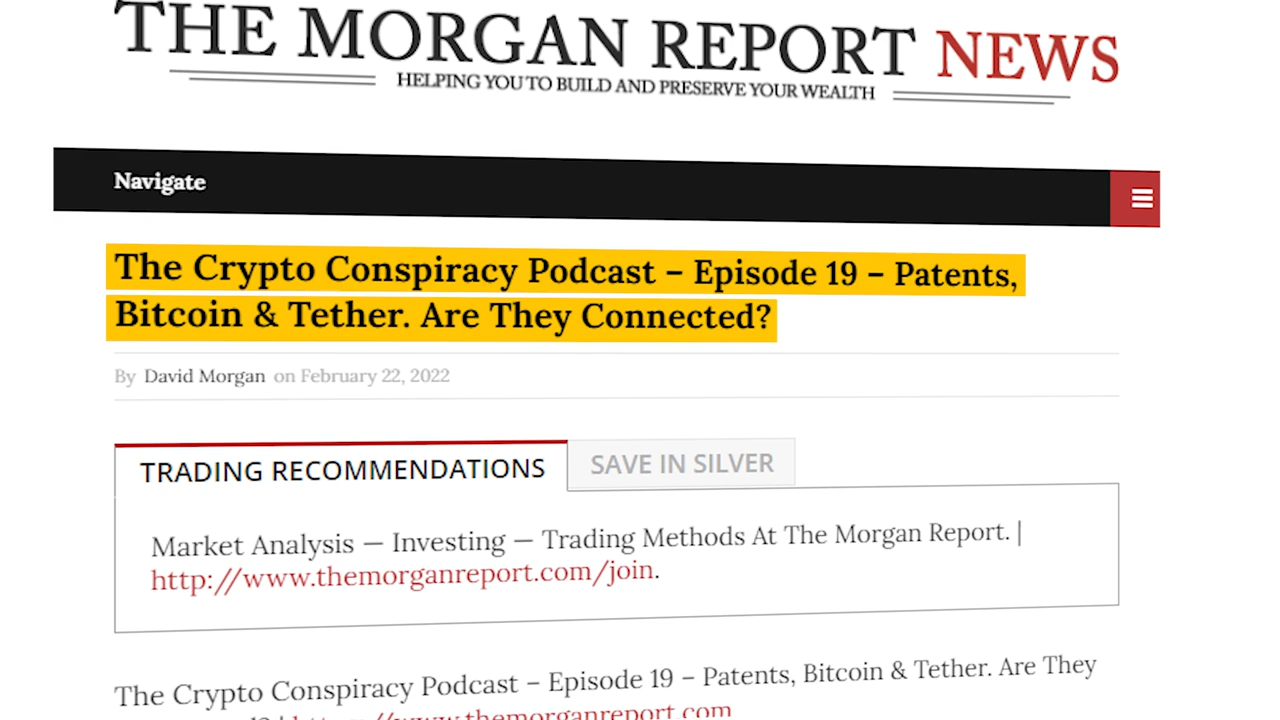 THE MORGAN REPORT NEWS
HELPING YOU TO BUILD AND PRESERVE YOUR WEALTH
Navigate
The Crypto Conspiracy Podcast – Episode 19 – Patents,
Bitcoin & Tether. Are They Connected?
By David Morgan on February 22, 2022
TRADING RECOMMENDATIONS SAVE IN SILVER
Market Analysis — Investing — Trading Methods At The Morgan Report. |
http://www.themorganreport.com/join.
The Crypto Conspiracy Podcast – Episode 19 – Patents, Bitcoin & Tether. Are They
www.themorganreport.com